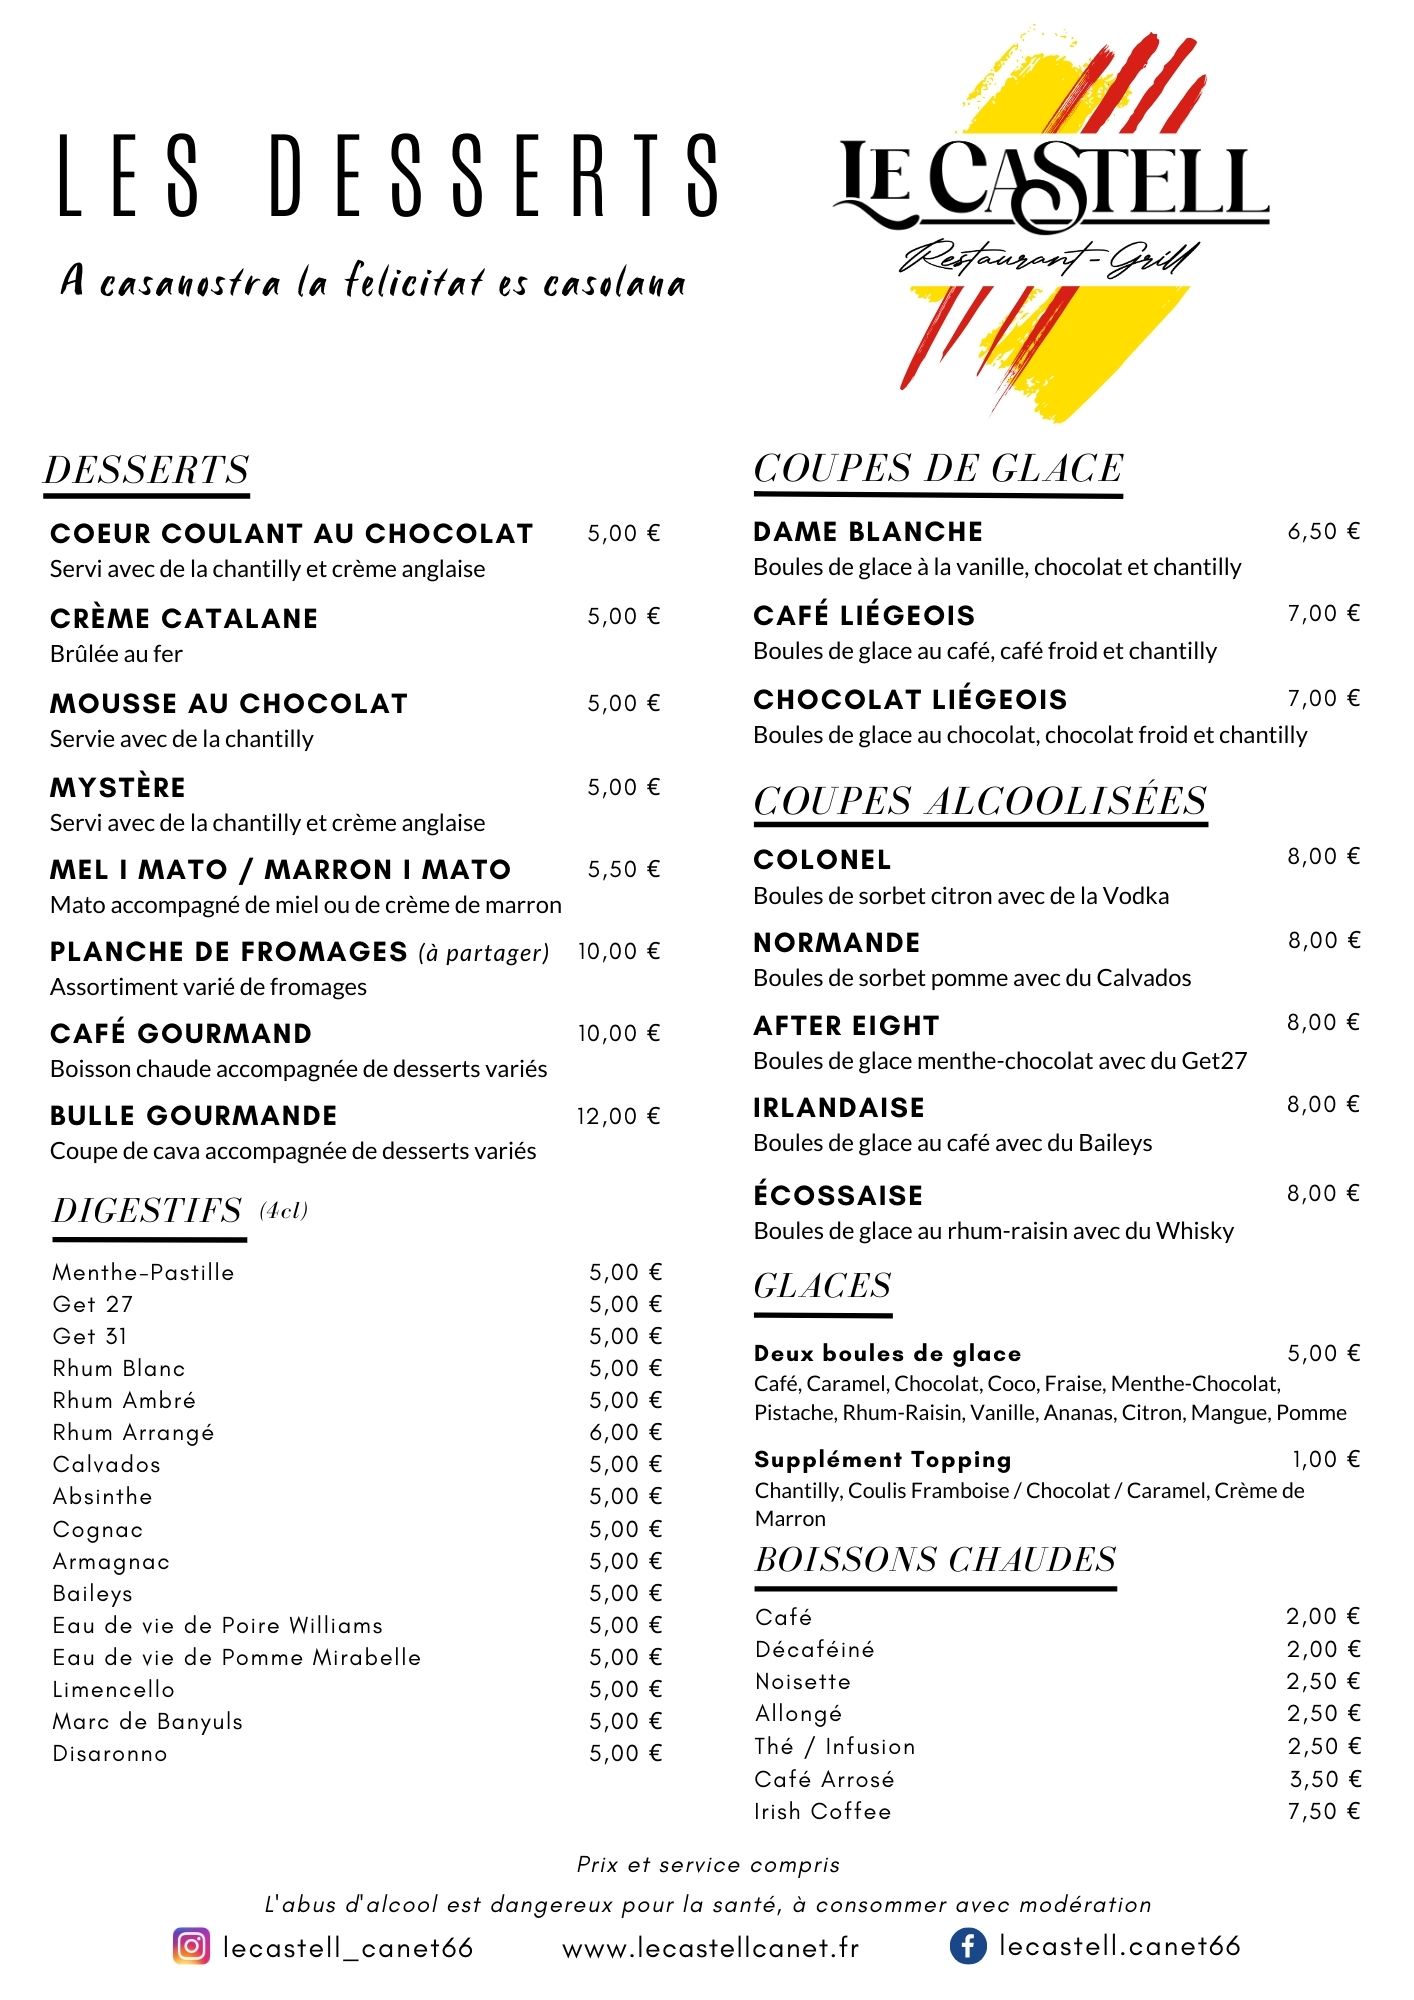 LES DESSERTS
A casanostra la felicitat es casolana
LE CASTELL
Restaurant - Grill
DESSERTS
COEUR COULANT AU CHOCOLAT 5,00 €
Servi avec de la chantilly et crème anglaise
CRÈME CATALANE 5,00 €
Brûlée au fer
MOUSSE AU CHOCOLAT 5,00 €
Servie avec de la chantilly
MYSTÈRE 5,00 €
Servi avec de la chantilly et crème anglaise
MEL I MATO / MARRON I MATO 5,50 €
Mato accompagné de miel ou de crème de marron
PLANCHE DE FROMAGES (à partager) 10,00 €
Assortiment varié de fromages
CAFÉ GOURMAND 10,00 €
Boisson chaude accompagnée de desserts variés
BULLE GOURMANDE 12,00 €
Coupe de cava accompagnée de desserts variés
DIGESTIFS (4cl)
Menthe-Pastille 5,00 €
Get 27 5,00 €
Get 31 5,00 €
Rhum Blanc 5,00 €
Rhum Ambré 5,00 €
Rhum Arrangé 6,00 €
Calvados 5,00 €
Absinthe 5,00 €
Cognac 5,00 €
Armagnac 5,00 €
Baileys 5,00 €
Eau de vie de Poire Williams 5,00 €
Eau de vie de Pomme Mirabelle 5,00 €
Limencello 5,00 €
Marc de Banyuls 5,00 €
Disaronno 5,00 €
COUPES DE GLACE
DAME BLANCHE 6,50 €
Boules de glace à la vanille, chocolat et chantilly
CAFÉ LIÉGEOIS 7,00 €
Boules de glace au café, café froid et chantilly
CHOCOLAT LIÉGEOIS 7,00 €
Boules de glace au chocolat, chocolat froid et chantilly
COUPES ALCOOLISÉES
COLONEL 8,00 €
Boules de sorbet citron avec de la Vodka
NORMANDE 8,00 €
Boules de sorbet pomme avec du Calvados
AFTER EIGHT 8,00 €
Boules de glace menthe-chocolat avec du Get27
IRLANDAISE 8,00 €
Boules de glace au café avec du Baileys
ÉCOSSAISE 8,00 €
Boules de glace au rhum-raisin avec du Whisky
GLACES
Deux boules de glace 5,00 €
Café, Caramel, Chocolat, Coco, Fraise, Menthe-Chocolat,
Pistache, Rhum-Raisin, Vanille, Ananas, Citron, Mangue, Pomme
Supplément Topping 1,00 €
Chantilly, Coulis Framboise / Chocolat / Caramel, Crème de
Marron
BOISSONS CHAUDES
Café 2,00 €
Décaféiné 2,00 €
Noisette 2,50 €
Allongé 2,50 €
Thé / Infusion 2,50 €
Café Arrosé 3,50 €
Irish Coffee 7,50 €
Prix et service compris
L'abus d'alcool est dangereux pour la santé, à consommer avec modération
lecastell_canet66 www.lecastellcanet.fr lecastell.canet66